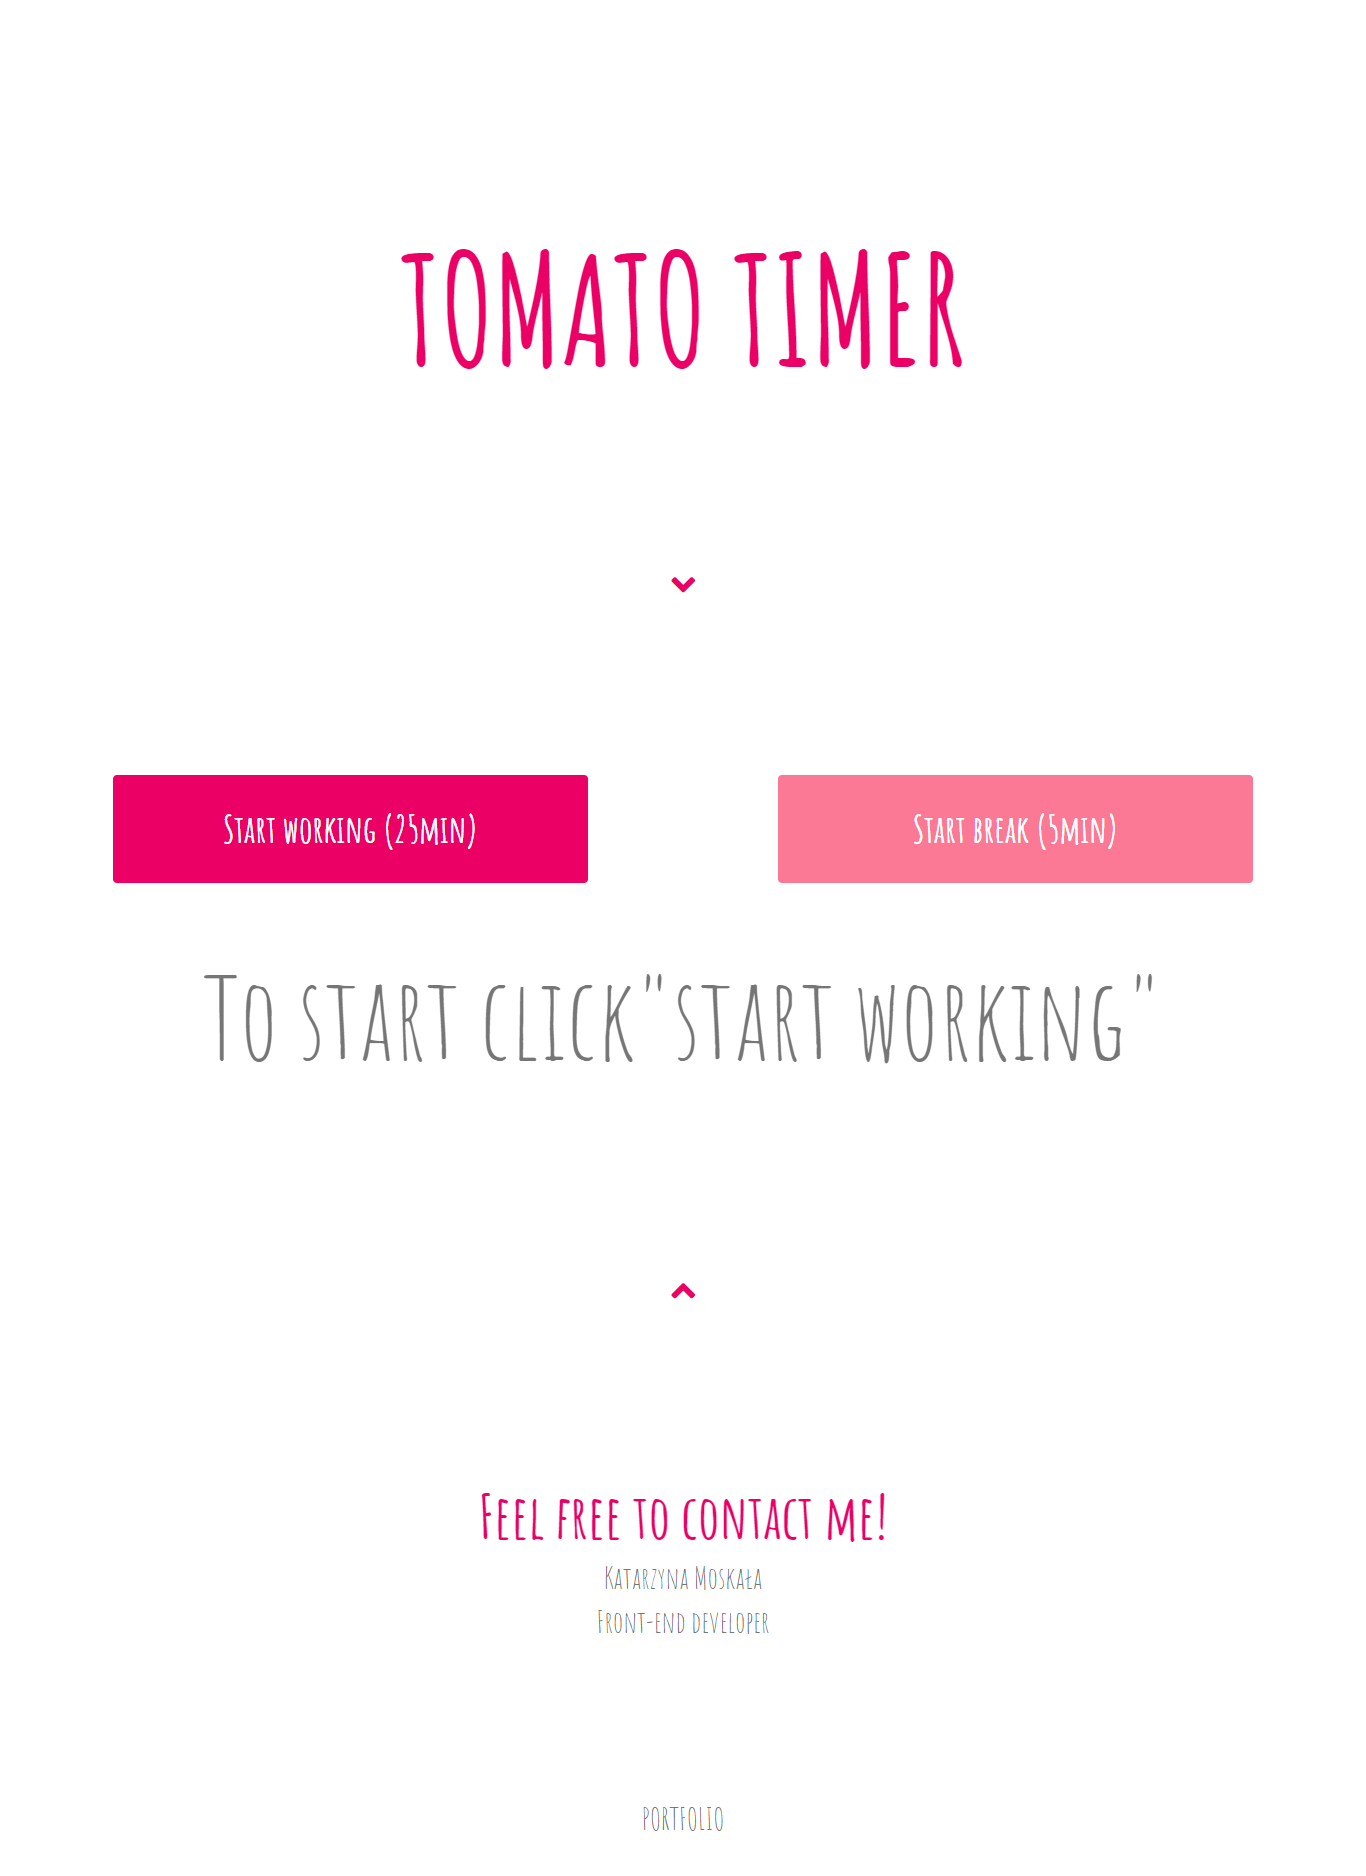 TOMATO TIMER
Start working (25min)
Start break (5min)
To start click"start working"
Feel free to contact me!
Katarzyna Moskała
Front-end developer
PORTFOLIO